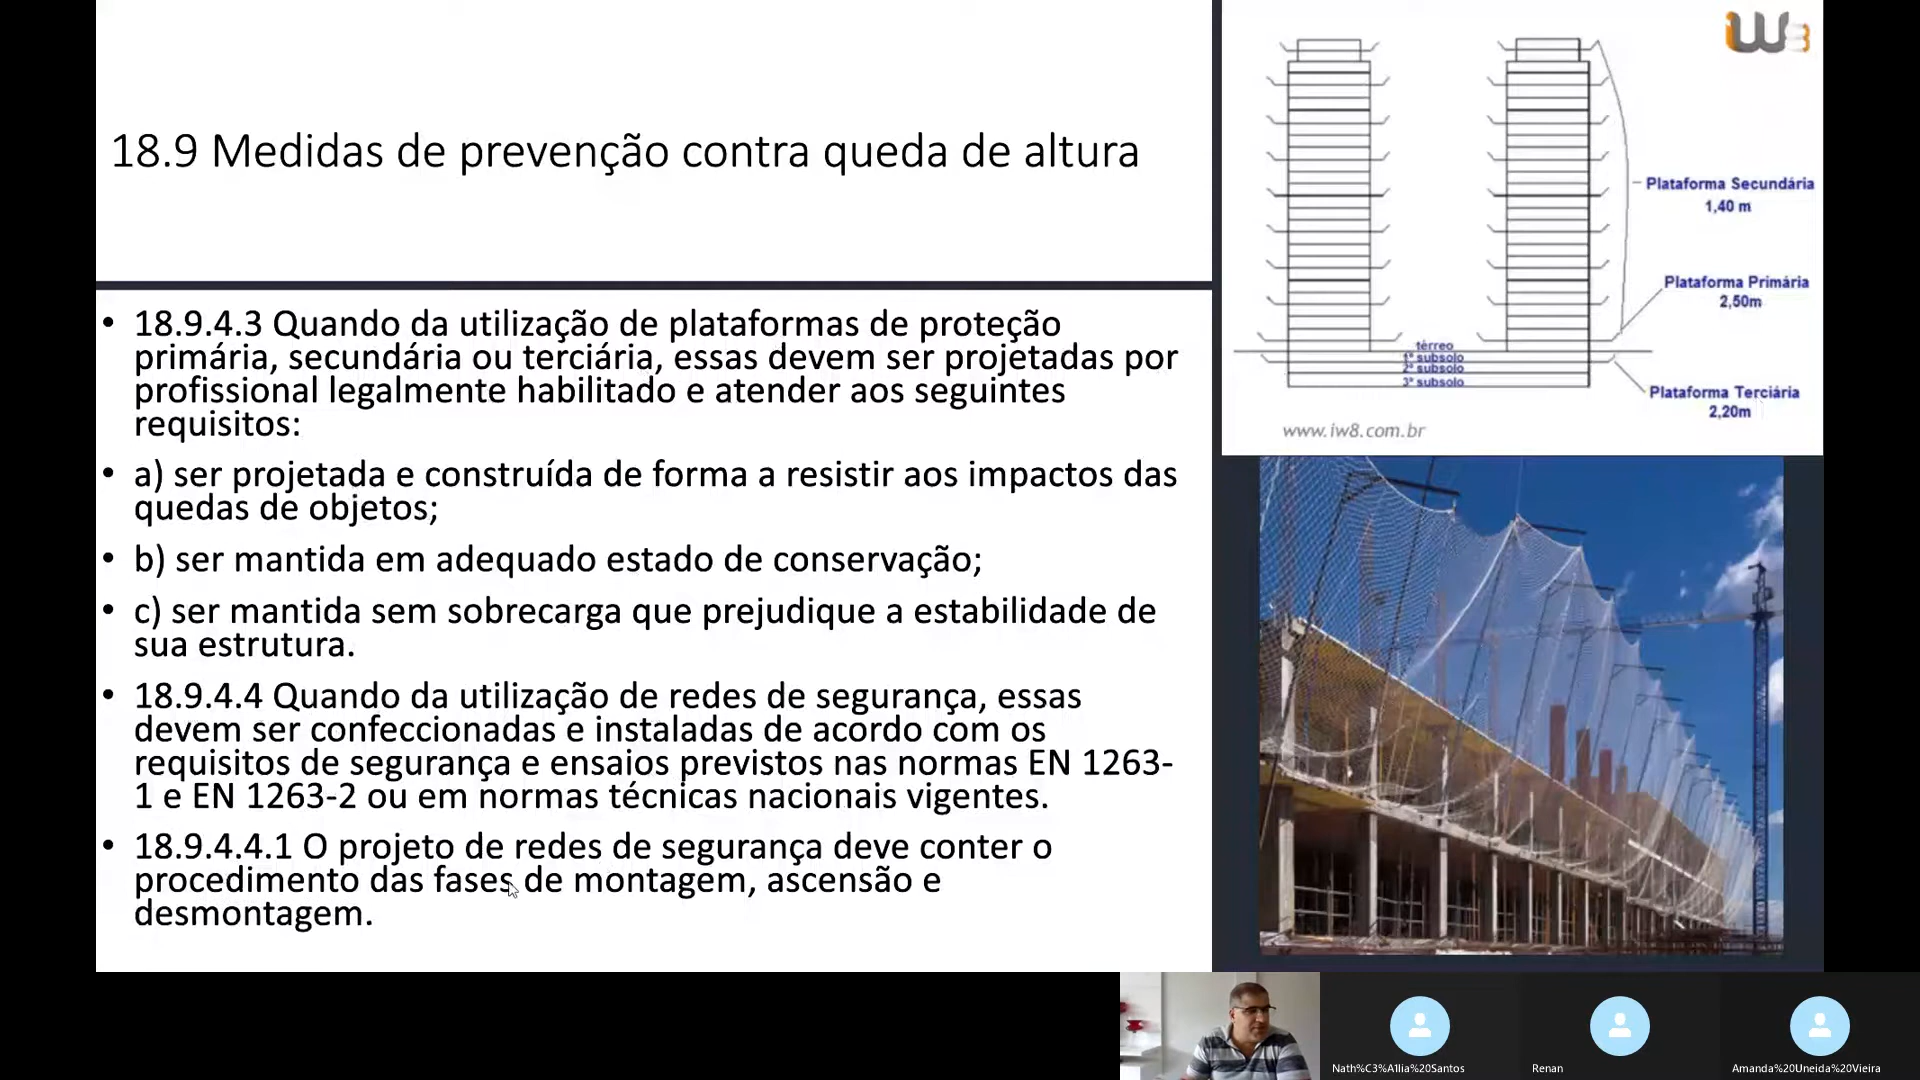 18.9 Medidas de prevenção contra queda de altura
• 18.9.4.3 Quando da utilização de plataformas de proteção
primária, secundária ou terciária, essas devem ser projetadas por
profissional legalmente habilitado e atender aos seguintes
requisitos:
• a) ser projetada e construída de forma a resistir aos impactos das
quedas de objetos;
• b) ser mantida em adequado estado de conservação;
• c) ser mantida sem sobrecarga que prejudique a estabilidade de
sua estrutura.
• 18.9.4.4 Quando da utilização de redes de segurança, essas
devem ser confeccionadas e instaladas de acordo com os
requisitos de segurança e ensaios previstos nas normas EN 1263-
1 e EN 1263-2 ou em normas técnicas nacionais vigentes.
• 18.9.4.4.1 O projeto de redes de segurança deve conter o
procedimento das fases de montagem, ascensão e
desmontagem.
iW8
Plataforma Secundária
1,40 m
Plataforma Primária
2,50m
térreo
1º subsolo
2º subsolo
3º subsolo
Plataforma Terciária
2,20m
www.iw8.com.br
Nath%C3%A1lia%20Santos
Renan
Amanda%20Uneida%20Vieira